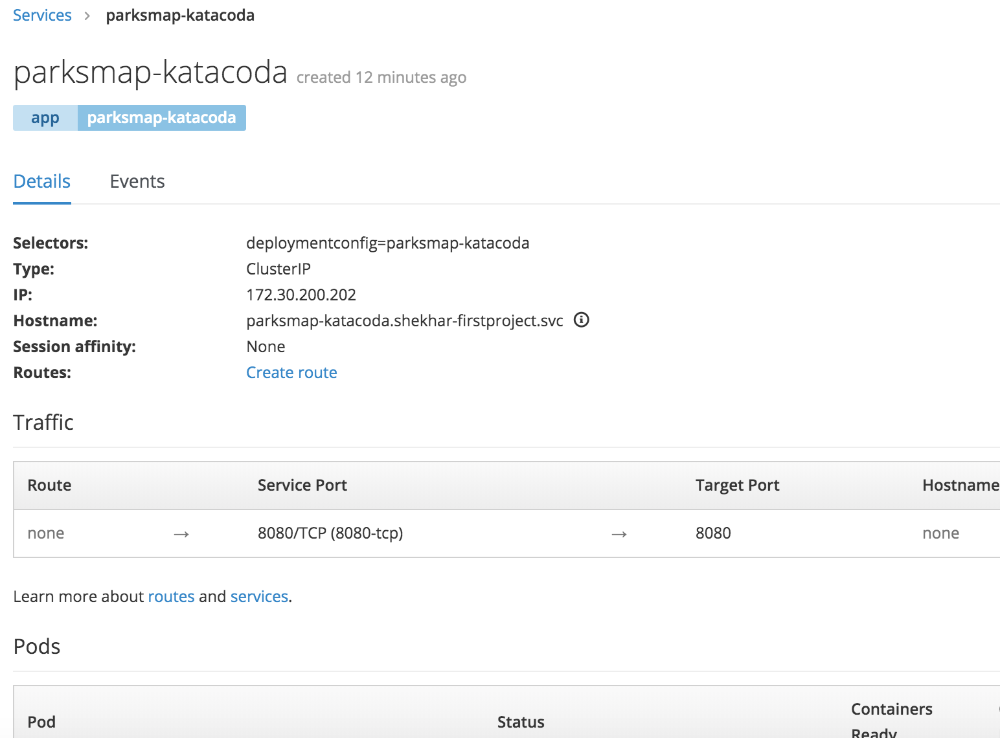 Services > parksmap-katacoda
parksmap-katacoda created 12 minutes ago
app parksmap-katacoda
Details Events
Selectors: deploymentconfig=parksmap-katacoda
Type: ClusterIP
IP: 172.30.200.202
Hostname: parksmap-katacoda.shekhar-firstproject.svc
Session affinity: None
Routes: Create route
Traffic
Route Service Port Target Port Hostname
none → 8080/TCP (8080-tcp) → 8080 none
Learn more about routes and services.
Pods
Pod Status Containers
Ready